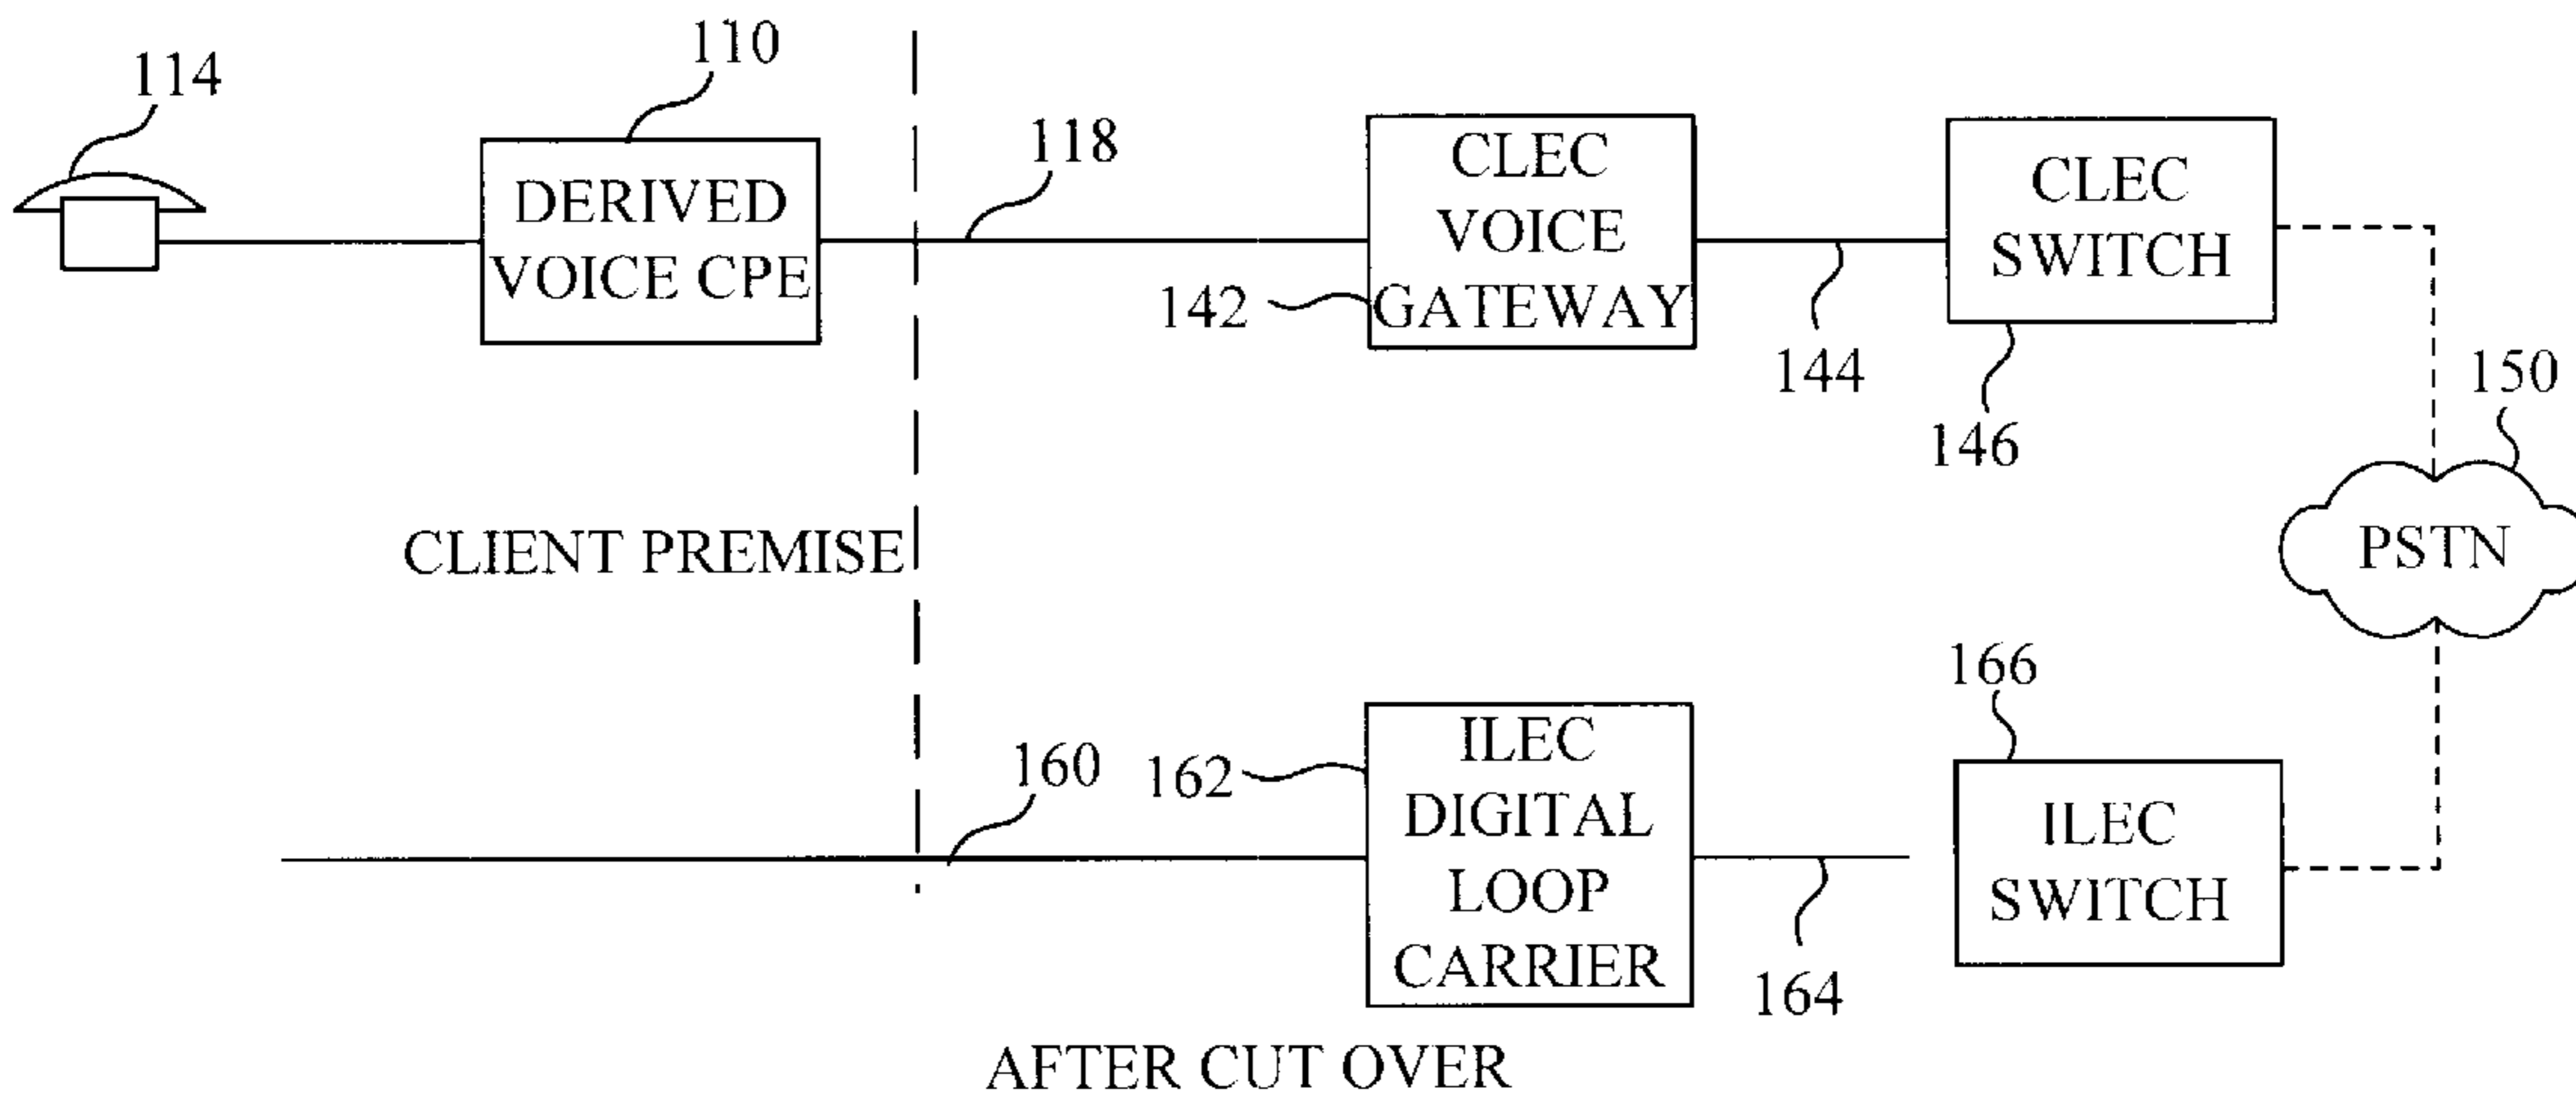 114
110
DERIVED
VOICE CPE
118
CLEC
VOICE
GATEWAY
142
144
CLEC
SWITCH
146
150
PSTN
CLIENT PREMISE
160
162
ILEC
DIGITAL
LOOP
CARRIER
164
166
ILEC
SWITCH
AFTER CUT OVER